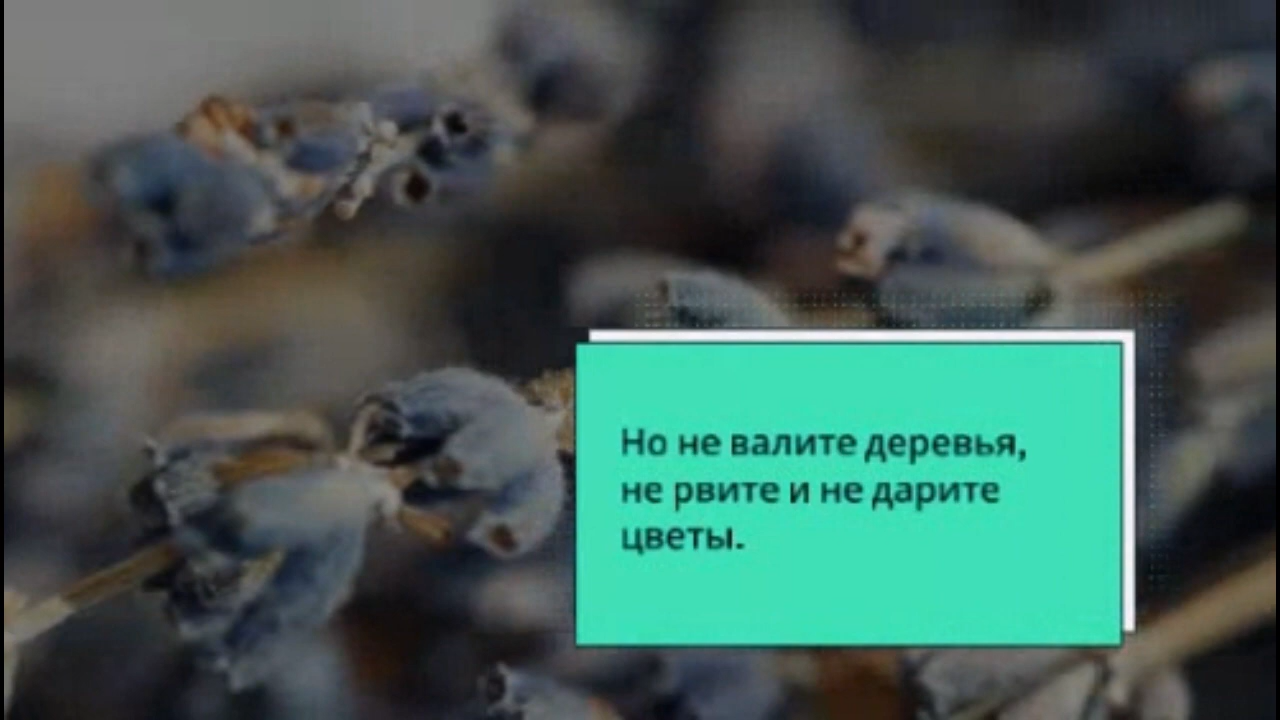 Но не валите деревья,
не рвите и не дарите
цветы.